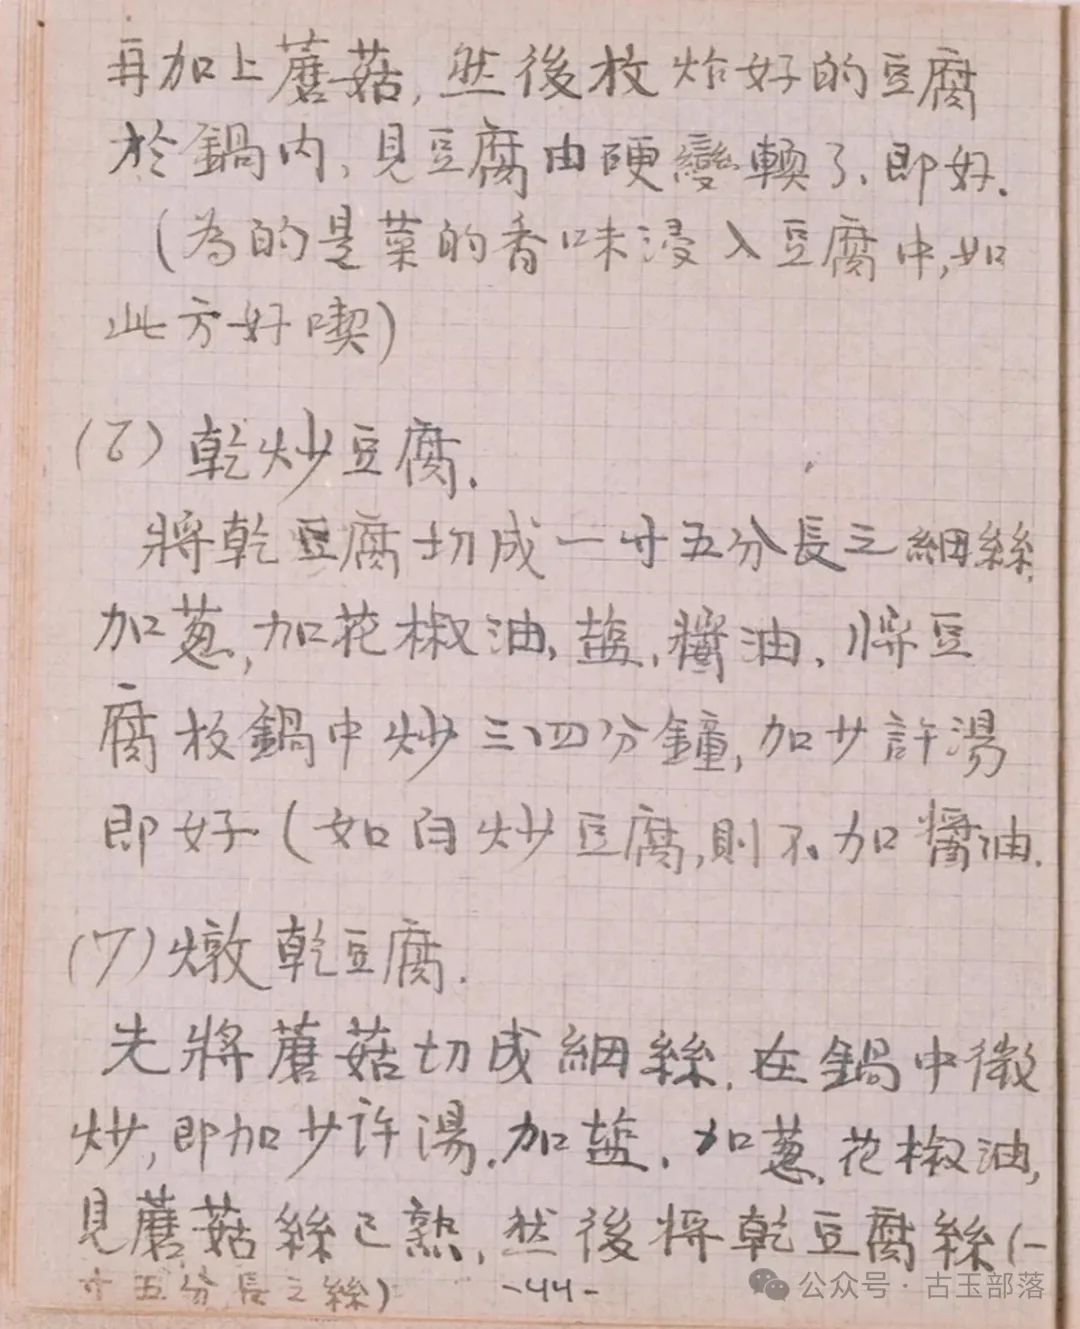 再加上蘑菇，然後放炸好的豆腐
於鍋内，見豆腐由硬變軟了，即好．
（為的是菜的香味浸入豆腐中，如
此方好喫）
（6）乾炒豆腐．
將乾豆腐切成一寸五分長之細絲，
加葱，加花椒油，盐，醬油，將豆
腐放鍋中炒三、四分鐘，加少許湯
即好（如白炒豆腐，則不加醬油．
（7）燉乾豆腐．
先將蘑菇切成細絲，在鍋中微
炒，即加少許湯，加盐，加葱，花椒油，
見蘑菇絲已熟，然後將乾豆腐絲（一
寸五分長之絲）
-44-
公众号·古玉部落